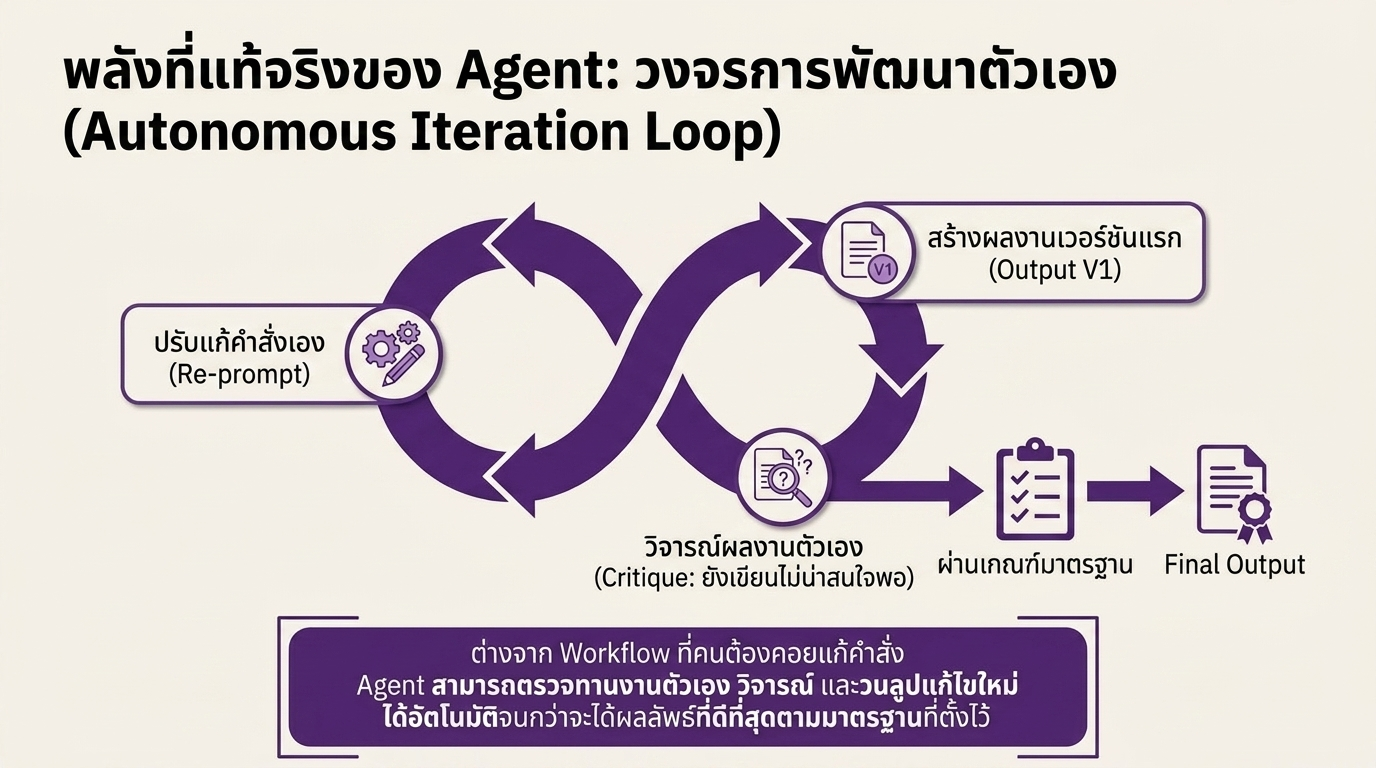 พลังที่แท้จริงของ Agent: วงจรการพัฒนาตัวเอง
(Autonomous Iteration Loop)
V1
สร้างผลงานเวอร์ชันแรก
(Output V1)
ปรับแก้คำสั่งเอง
(Re-prompt)
???
วิจารณ์ผลงานตัวเอง
(Critique: ยังเขียนไม่น่าสนใจพอ)
ผ่านเกณฑ์มาตรฐาน
Final Output
ต่างจาก Workflow ที่คนต้องคอยแก้คำสั่ง
Agent สามารถตรวจทานงานตัวเอง วิจารณ์ และวนลูปแก้ไขใหม่
ได้อัตโนมัติจนกว่าจะได้ผลลัพธ์ที่ดีที่สุดตามมาตรฐานที่ตั้งไว้